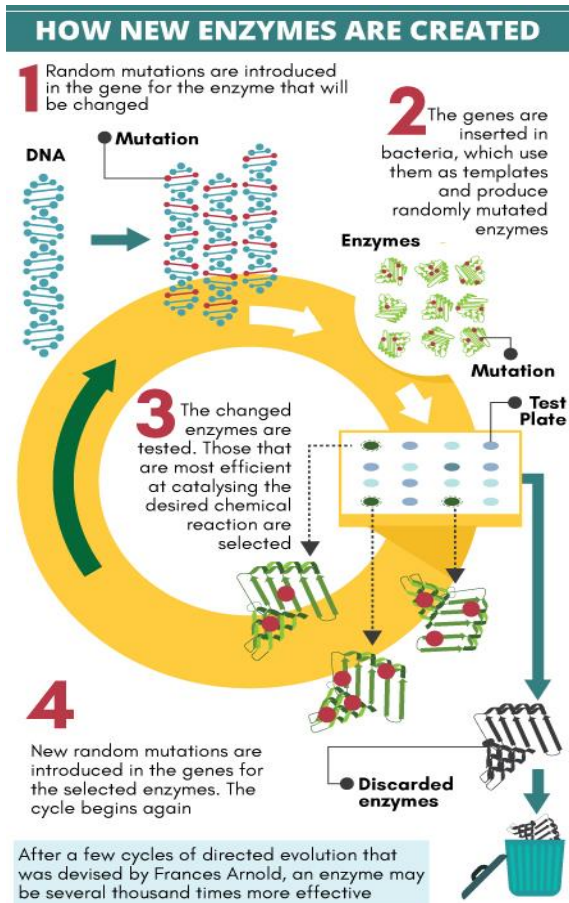 HOW NEW ENZYMES ARE CREATED
1
Random mutations are introduced
in the gene for the enzyme that will
be changed
DNA
Mutation
2
The genes are
inserted in
bacteria, which use
them as templates
and produce
randomly mutated
enzymes
Enzymes
Mutation
Test
Plate
3
The changed
enzymes are
tested. Those that
are most efficient
at catalysing the
desired chemical
reaction are
selected
4
New random mutations are
introduced in the genes for
the selected enzymes. The
cycle begins again
Discarded
enzymes
After a few cycles of directed evolution that
was devised by Frances Arnold, an enzyme may
be several thousand times more effective